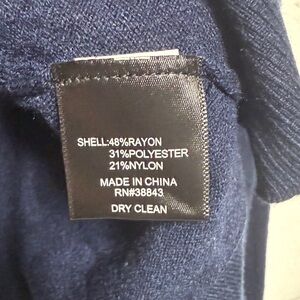 SHELL:48%RAYON
31%POLYESTER
21%NYLON
MADE IN CHINA
RN#38843
DRY CLEAN